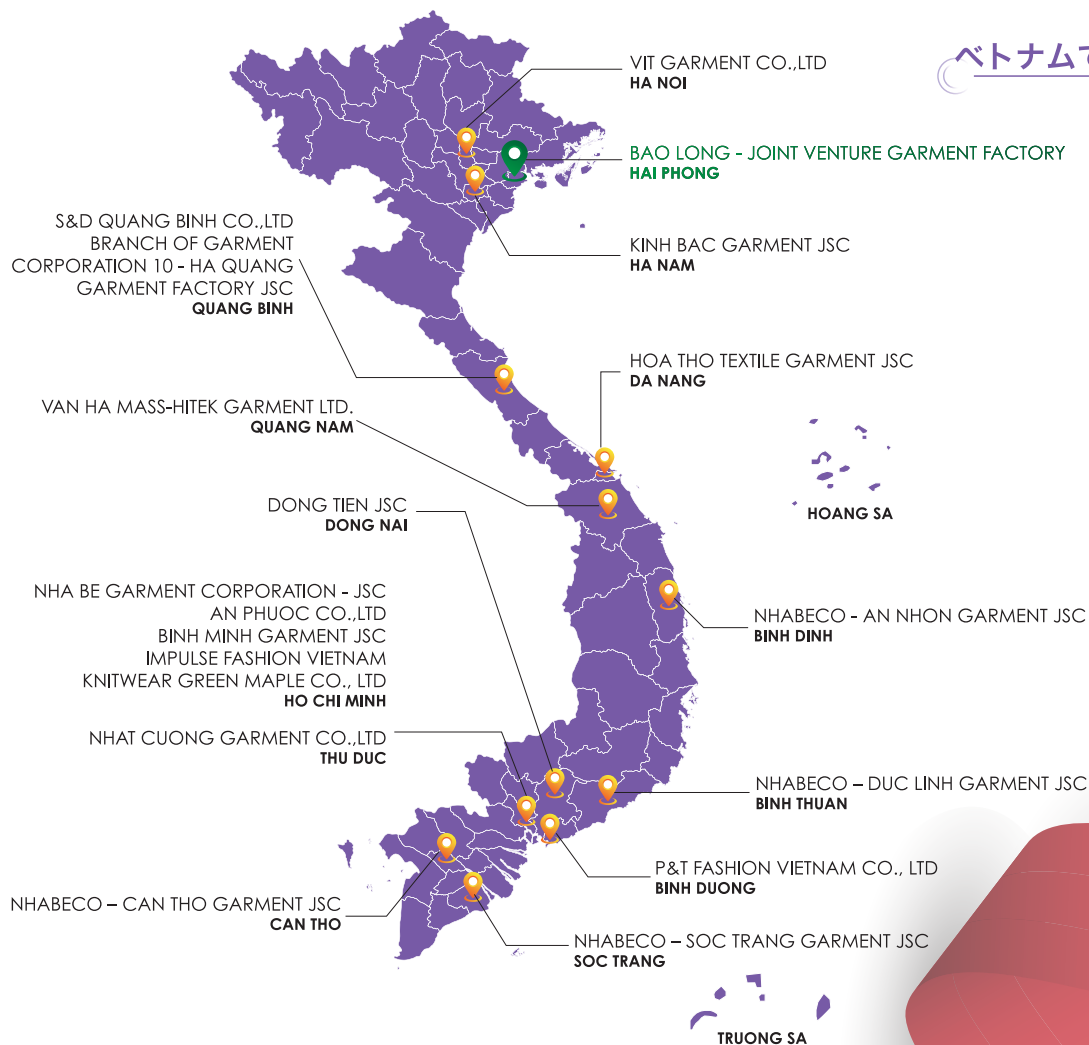 VIT GARMENT CO.,LTD
HA NOI
ベトナムで
BAO LONG - JOINT VENTURE GARMENT FACTORY
HAI PHONG
S&D QUANG BINH CO.,LTD
BRANCH OF GARMENT
CORPORATION 10 - HA QUANG
GARMENT FACTORY JSC
QUANG BINH
KINH BAC GARMENT JSC
HA NAM
HOA THO TEXTILE GARMENT JSC
DA NANG
VAN HA MASS-HITEK GARMENT LTD.
QUANG NAM
HOANG SA
DONG TIEN JSC
DONG NAI
NHA BE GARMENT CORPORATION - JSC
AN PHUOC CO.,LTD
BINH MINH GARMENT JSC
IMPULSE FASHION VIETNAM
KNITWEAR GREEN MAPLE CO., LTD
HO CHI MINH
NHABECO - AN NHON GARMENT JSC
BINH DINH
NHAT CUONG GARMENT CO.,LTD
THU DUC
NHABECO – DUC LINH GARMENT JSC
BINH THUAN
P&T FASHION VIETNAM CO., LTD
BINH DUONG
NHABECO – CAN THO GARMENT JSC
CAN THO
NHABECO – SOC TRANG GARMENT JSC
SOC TRANG
TRUONG SA